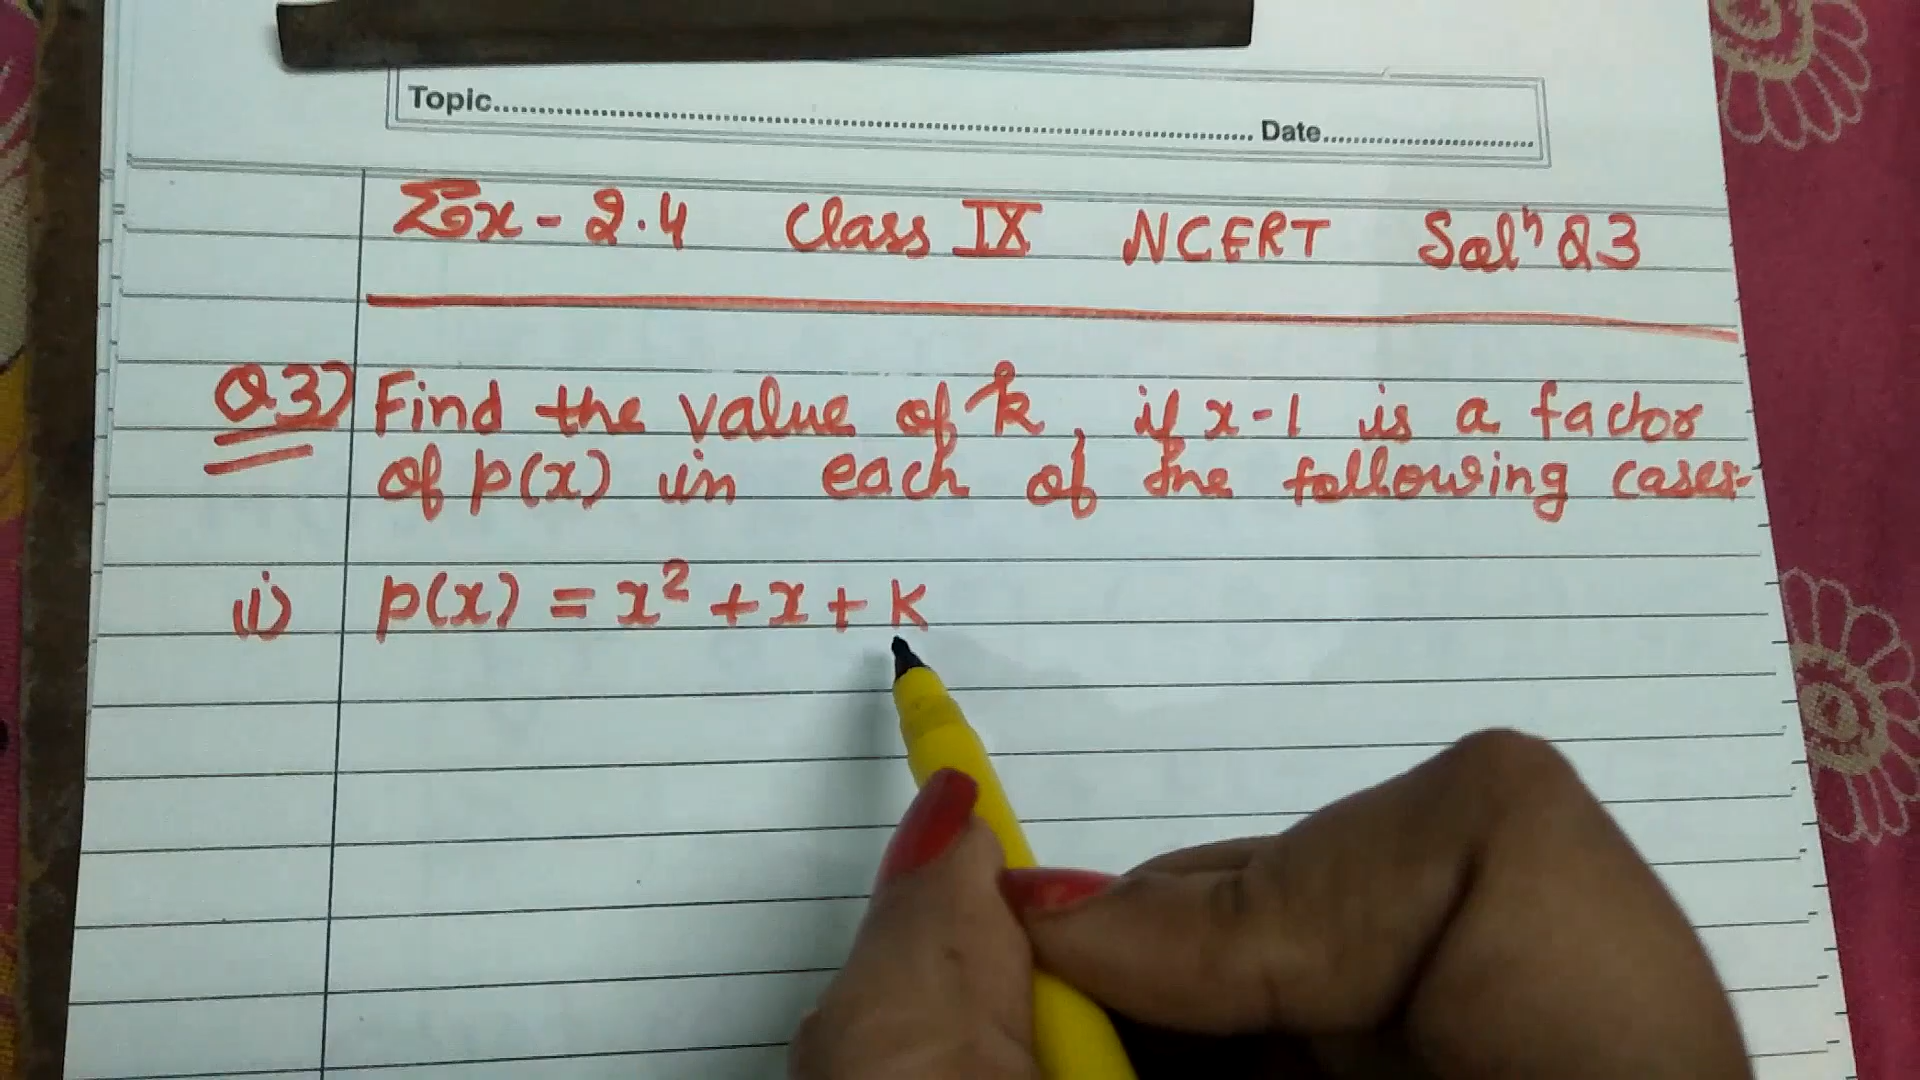 Topic.......... Date..........
Ex - 2.4 Class IX NCERT Solⁿ Q3
Q3) Find the value of k, if x-1 is a factor
of p(x) in each of the following cases-
(i) p(x) = x² + x + k